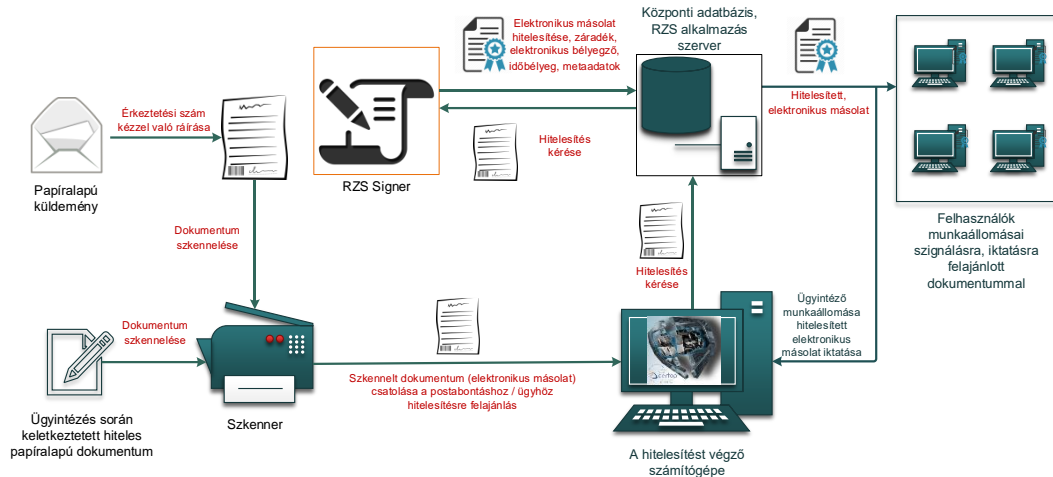 Elektronikus másolat
hitelesítése, záradék,
elektronikus bélyegző,
időbélyeg, metaadatok
Központi adatbázis,
RZS alkalmazás
szerver
Érkeztetési szám
kézzel való ráírása
Hitelesítés
kérése
Hitelesített,
elektronikus másolat
Papíralapú
küldemény
RZS Signer
Dokumentum
szkennelése
Hitelesítés
kérése
Felhasználók
munkaállomásai
szignálásra, iktatásra
felajánlott
dokumentummal
Dokumentum
szkennelése
Szkennelt dokumentum (elektronikus másolat)
csatolása a postabontáshoz / ügyhöz
hitelesítésre felajánlás
Ügyintéző
munkaállomása
hitelesített
elektronikus
másolat iktatása
Ügyintézés során
keletkeztetett hiteles
papíralapú dokumentum
Szkenner
A hitelesítést végző
számítógépe